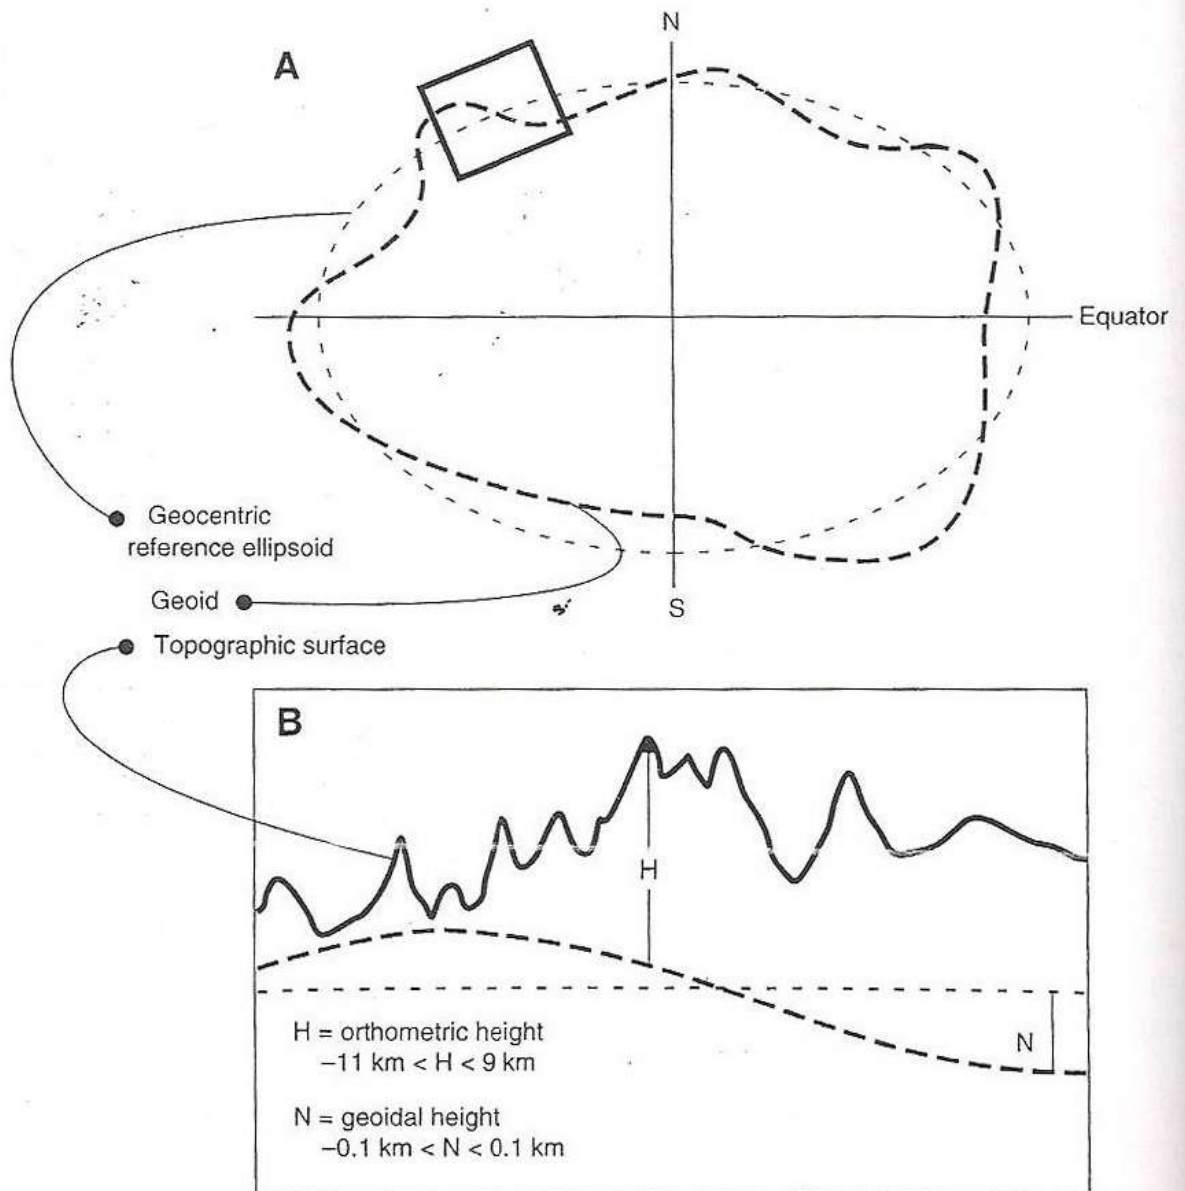 A
N
Equator
Geocentric
reference ellipsoid
Geoid
S
Topographic surface
B
H
H = orthometric height
–11 km < H < 9 km
N
N = geoidal height
–0.1 km < N < 0.1 km